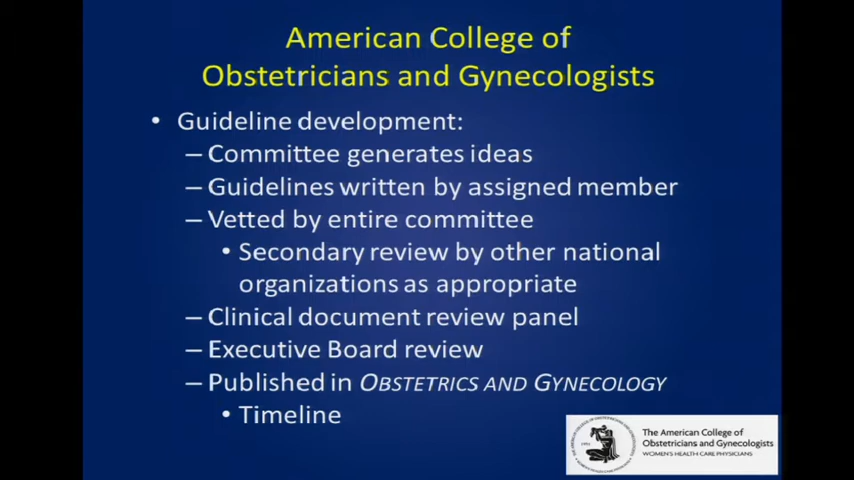 American College of
Obstetricians and Gynecologists
• Guideline development:
– Committee generates ideas
– Guidelines written by assigned member
– Vetted by entire committee
• Secondary review by other national
organizations as appropriate
– Clinical document review panel
– Executive Board review
– Published in OBSTETRICS AND GYNECOLOGY
• Timeline
The American College of
Obstetricians and Gynecologists
WOMEN'S HEALTH CARE PHYSICIANS